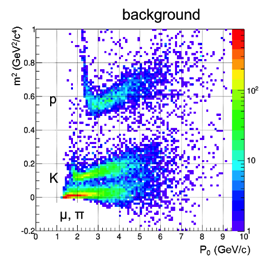 background
m² (GeV²/c⁴)
1
0.8
0.6
0.4
0.2
0
-0.2
p
K
μ, π
0 1 2 3 4 5 6 7 8 9 10
P₀ (GeV/c)
10²
10
1